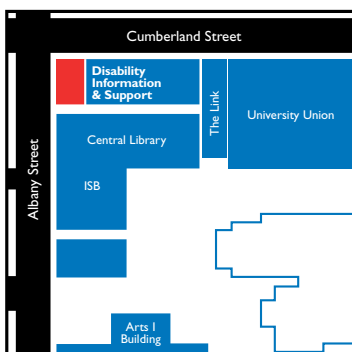 Cumberland Street
Disability
Information
& Support
The Link
University Union
Central Library
Albany Street
ISB
Arts 1
Building